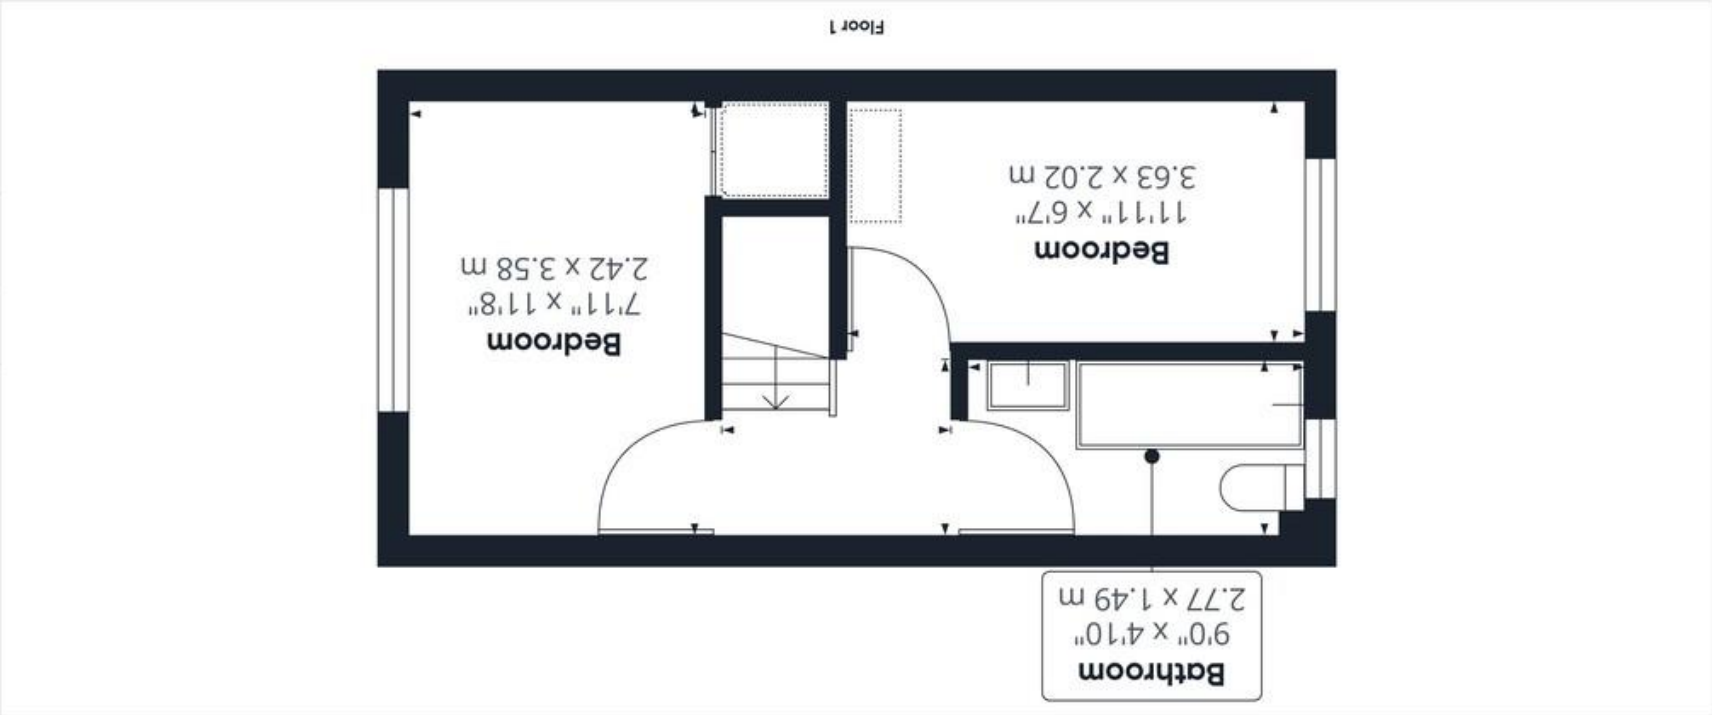 Bathroom
9'0" x 4'10"
2.77 x 1.49 m
Bedroom
7'11" x 11'8"
2.42 x 3.58 m
Bedroom
11'11" x 6'7"
3.63 x 2.02 m
Floor 1